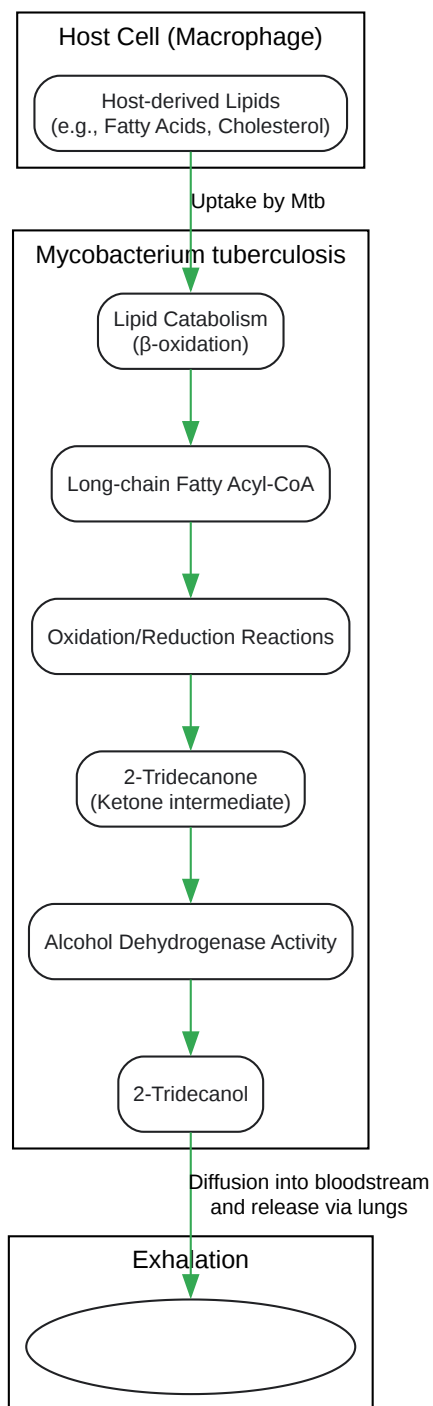 Host Cell (Macrophage)
Host-derived Lipids
(e.g., Fatty Acids, Cholesterol)
Uptake by Mtb
Mycobacterium tuberculosis
Lipid Catabolism
(β-oxidation)
Long-chain Fatty Acyl-CoA
Oxidation/Reduction Reactions
2-Tridecanone
(Ketone intermediate)
Alcohol Dehydrogenase Activity
2-Tridecanol
Diffusion into bloodstream
and release via lungs
Exhalation